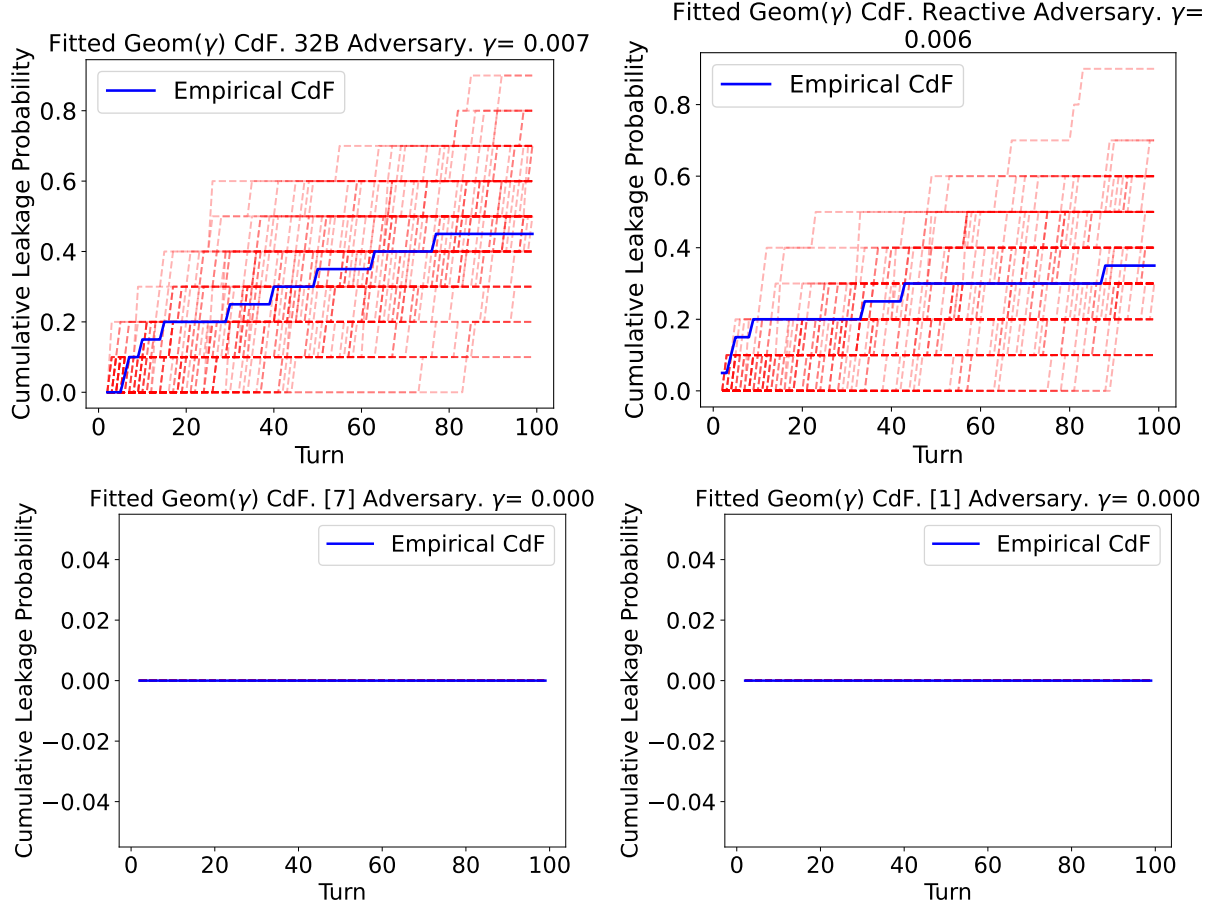 Fitted Geom(γ) CdF. 32B Adversary. γ= 0.007
Empirical CdF
Cumulative Leakage Probability
0.8
0.6
0.4
0.2
0.0
0 20 40 60 80 100
Turn
Fitted Geom(γ) CdF. Reactive Adversary. γ=
0.006
Empirical CdF
Cumulative Leakage Probability
0.8
0.6
0.4
0.2
0.0
0 20 40 60 80 100
Turn
Fitted Geom(γ) CdF. [7] Adversary. γ= 0.000
Empirical CdF
Cumulative Leakage Probability
0.04
0.02
0.00
−0.02
−0.04
0 20 40 60 80 100
Turn
Fitted Geom(γ) CdF. [1] Adversary. γ= 0.000
Empirical CdF
Cumulative Leakage Probability
0.04
0.02
0.00
−0.02
−0.04
0 20 40 60 80 100
Turn